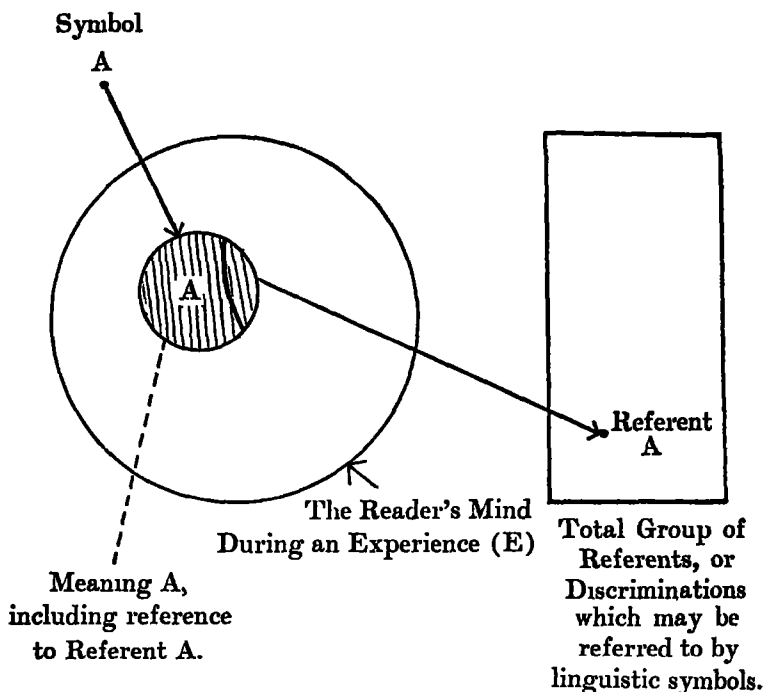 Symbol
A
A
Referent
A
The Reader's Mind
During an Experience (E)
Meaning A,
including reference
to Referent A.
Total Group of
Referents, or
Discriminations
which may be
referred to by
linguistic symbols.